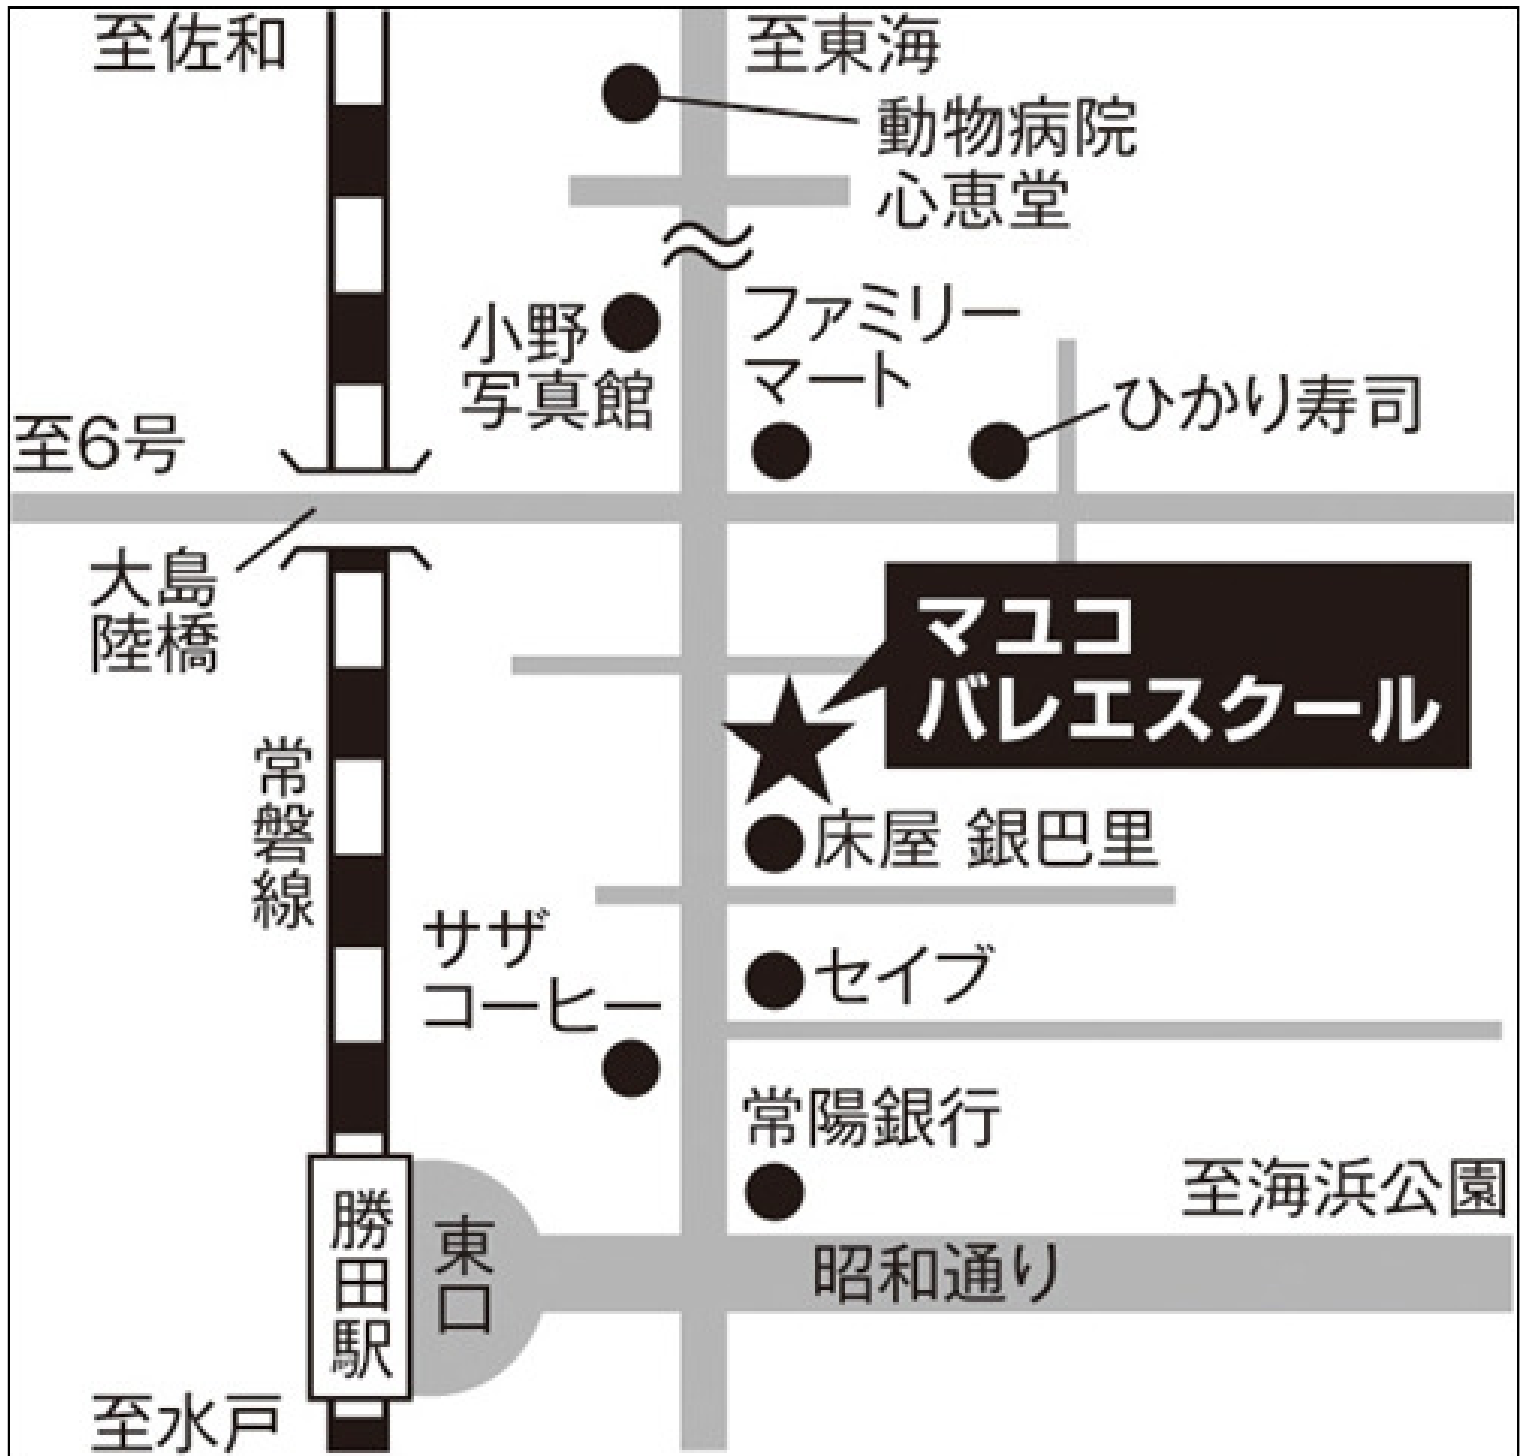 至佐和
至東海
動物病院
心恵堂
小野
写真館
ファミリー
マート
ひかり寿司
至6号
大島
陸橋
マユコ
バレエスクール
常磐線
床屋 銀巴里
サザ
コーヒー
セイブ
常陽銀行
至海浜公園
勝田駅
東口
昭和通り
至水戸